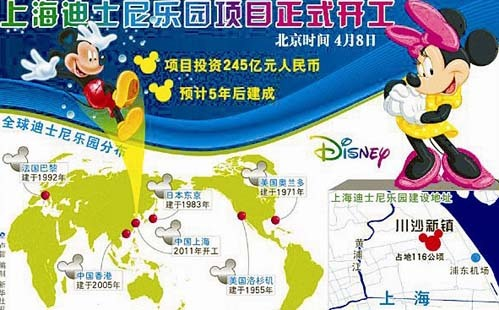 上海迪士尼乐园项目正式开工
北京时间 4月8日
项目投资245亿元人民币
预计5年后建成
全球迪士尼乐园分布
DISNEY
法国巴黎
建于1992年
日本东京
建于1983年
美国奥兰多
建于1971年
中国上海
2011年开工
中国香港
建于2005年
美国洛杉矶
建于1955年
上海迪士尼乐园建设地址
川沙新镇
占地116公顷
黄浦江
浦东机场
上海